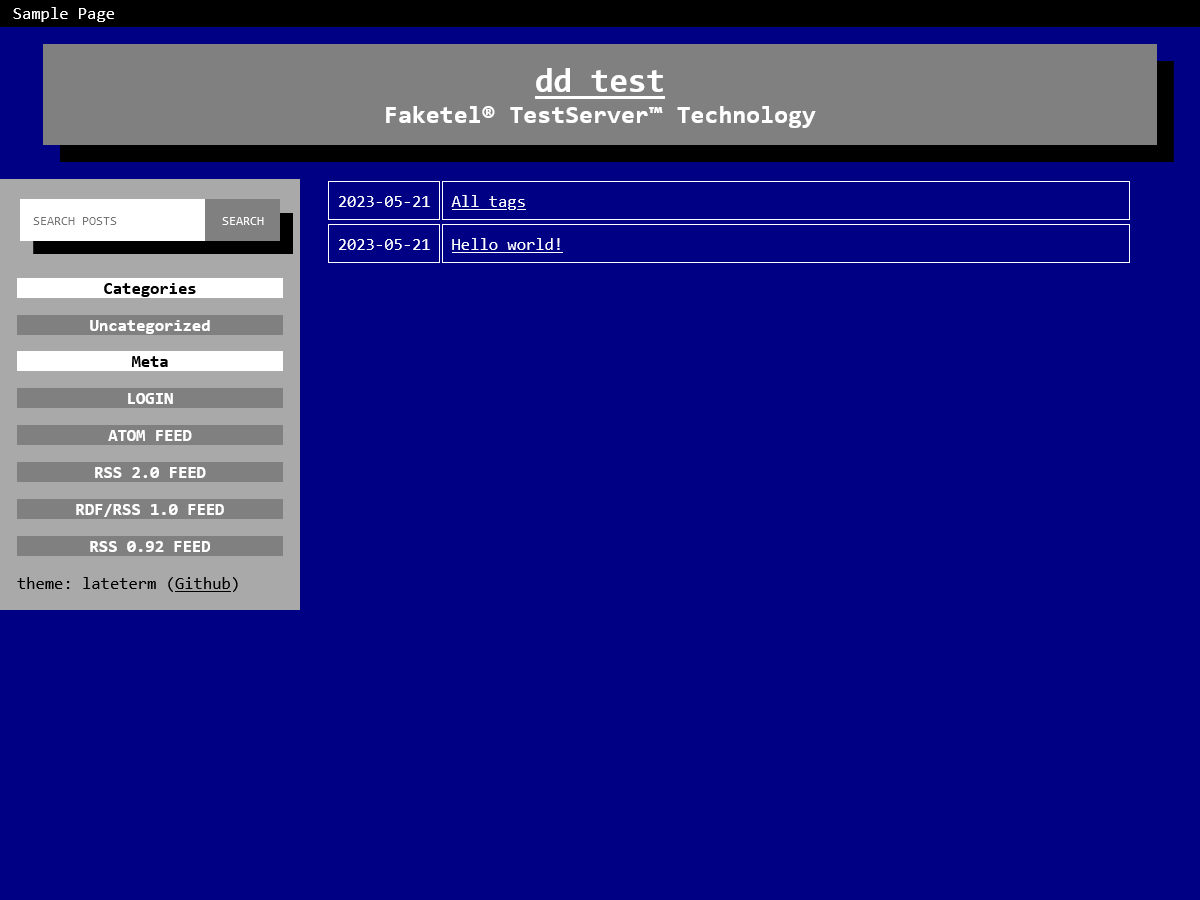 Sample Page
dd test
Faketel® TestServer™ Technology
SEARCH POSTS SEARCH
Categories
Uncategorized
Meta
LOGIN
ATOM FEED
RSS 2.0 FEED
RDF/RSS 1.0 FEED
RSS 0.92 FEED
theme: lateterm (Github)
2023-05-21 All tags
2023-05-21 Hello world!